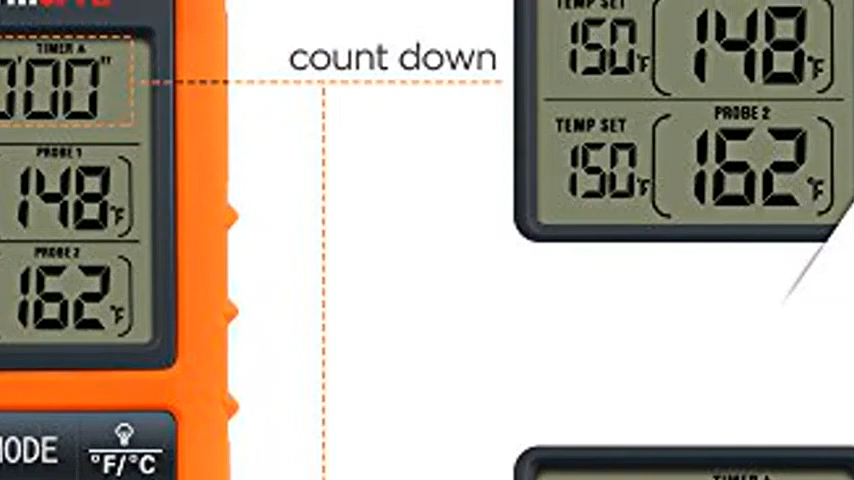 TIMER A
000"
PROBE 1
148°F
PROBE 2
162°F
°F/°C
count down
TEMP SET
150°F
148°F
PROBE 2
TEMP SET
150°F
162°F